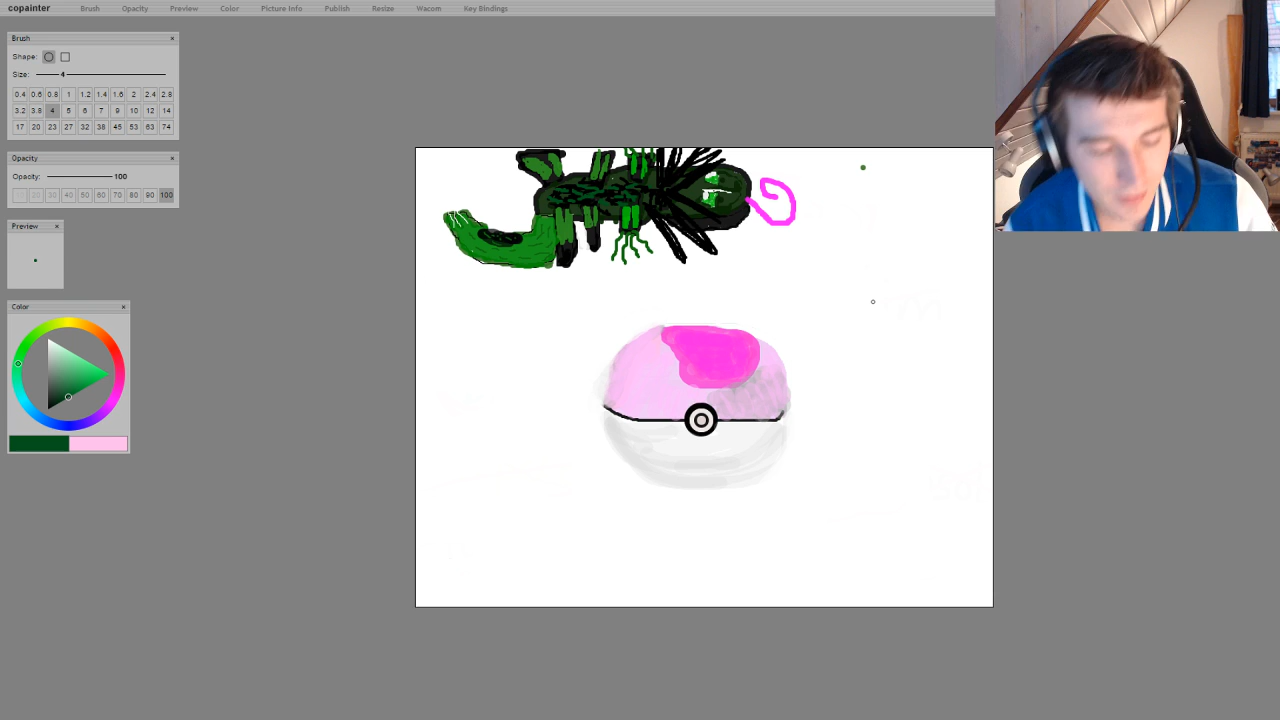 copainter Brush Opacity Preview Color Picture Info Publish Resize Wacom Key Bindings
Brush ×
Shape:
Size: 4
0.4 0.6 0.8 1 1.2 1.4 1.6 2 2.4 2.8
3.2 3.8 4 5 6 7 9 10 12 14
17 20 23 27 32 38 45 53 63 74
Opacity ×
Opacity: 100
30 40 50 60 70 80 90 100
Preview ×
Color ×